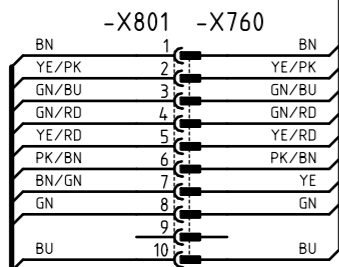 -X801 -X760
BN 1 BN
YE/PK 2 YE/PK
GN/BU 3 GN/BU
GN/RD 4 GN/RD
YE/RD 5 YE/RD
PK/BN 6 PK/BN
BN/GN 7 YE
GN 8 GN
9
BU 10 BU